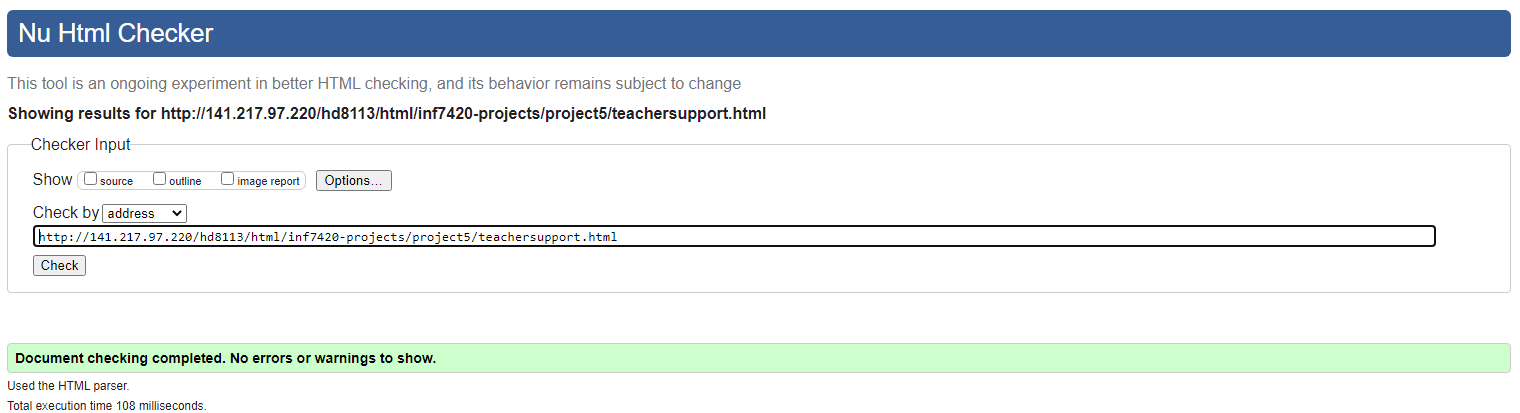 Nu Html Checker
This tool is an ongoing experiment in better HTML checking, and its behavior remains subject to change
Showing results for http://141.217.97.220/hd8113/html/inf7420-projects/project5/teachersupport.html
Checker Input
Show source outline image report Options...
Check by address
http://141.217.97.220/hd8113/html/inf7420-projects/project5/teachersupport.html
Check
Document checking completed. No errors or warnings to show.
Used the HTML parser.
Total execution time 108 milliseconds.